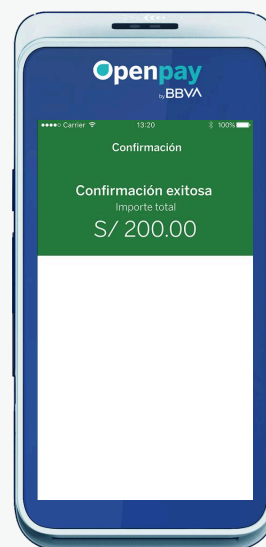 Openpay
by BBVA
Carrier 13:20 100%
Confirmación
Confirmación exitosa
Importe total
S/ 200.00